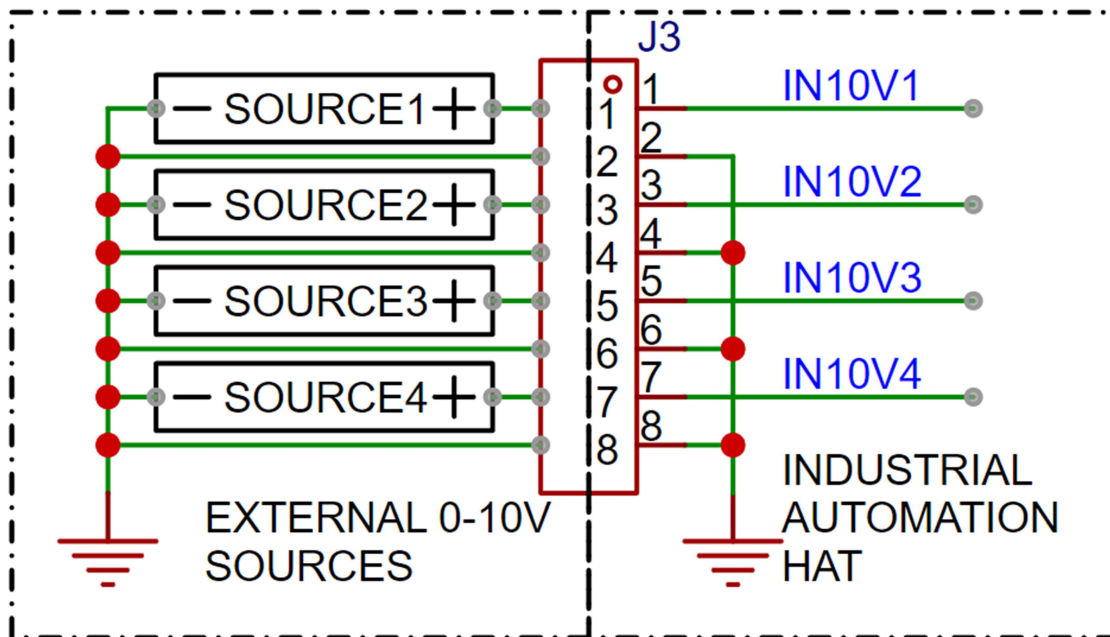 J3
− SOURCE1 +
1
1
IN10V1
2
2
− SOURCE2 +
3
3
IN10V2
4
4
− SOURCE3 +
5
5
IN10V3
6
6
− SOURCE4 +
7
7
IN10V4
8
8
EXTERNAL 0-10V
SOURCES
INDUSTRIAL
AUTOMATION
HAT